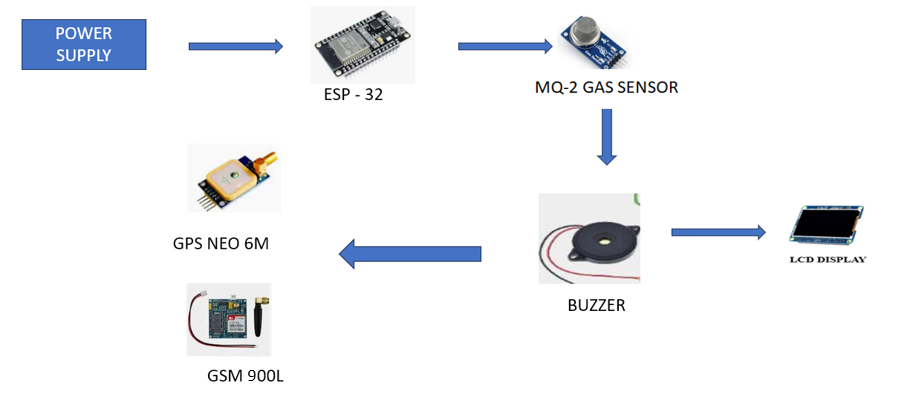 POWER
SUPPLY
ESP - 32
MQ-2 GAS SENSOR
GPS NEO 6M
LCD DISPLAY
BUZZER
GSM 900L